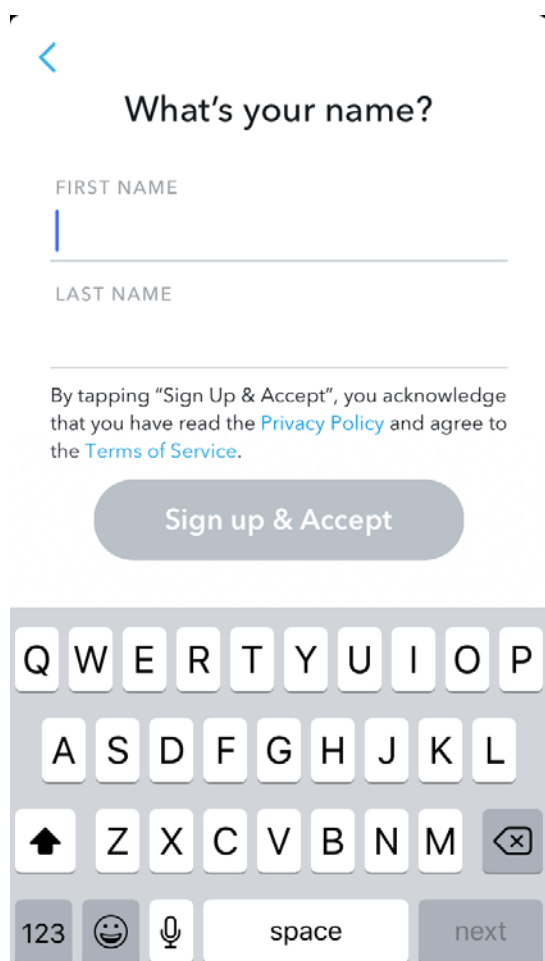 What's your name?
FIRST NAME
LAST NAME
By tapping “Sign Up & Accept”, you acknowledge
that you have read the Privacy Policy and agree to
the Terms of Service.
Sign up & Accept
Q W E R T Y U I O P
A S D F G H J K L
Z X C V B N M
123 space next